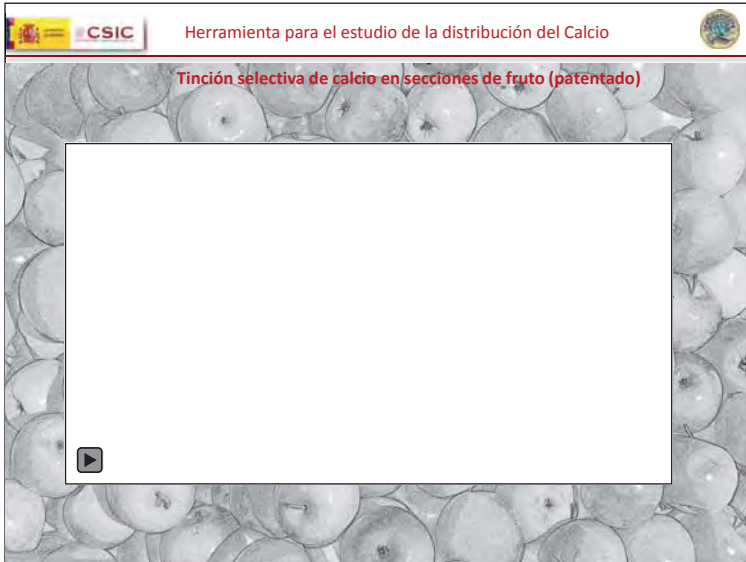 CSIC
Herramienta para el estudio de la distribución del Calcio
Tinción selectiva de calcio en secciones de fruto (patentado)